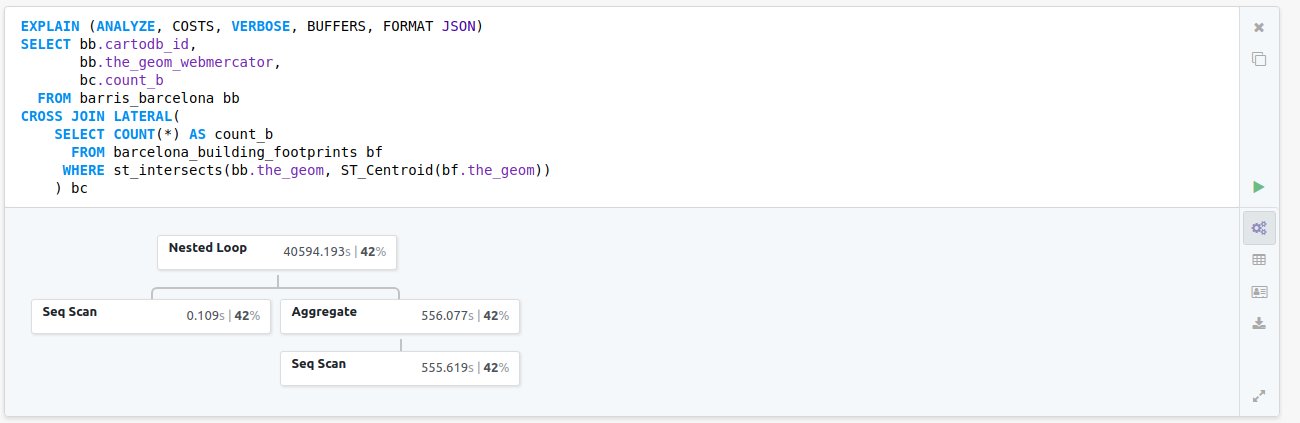 EXPLAIN (ANALYZE, COSTS, VERBOSE, BUFFERS, FORMAT JSON)
SELECT bb.cartodb_id,
       bb.the_geom_webmercator,
       bc.count_b
  FROM barris_barcelona bb
CROSS JOIN LATERAL(
    SELECT COUNT(*) AS count_b
      FROM barcelona_building_footprints bf
     WHERE st_intersects(bb.the_geom, ST_Centroid(bf.the_geom))
    ) bc
Nested Loop 40594.193s | 42%
Seq Scan 0.109s | 42% Aggregate 556.077s | 42%
Seq Scan 555.619s | 42%